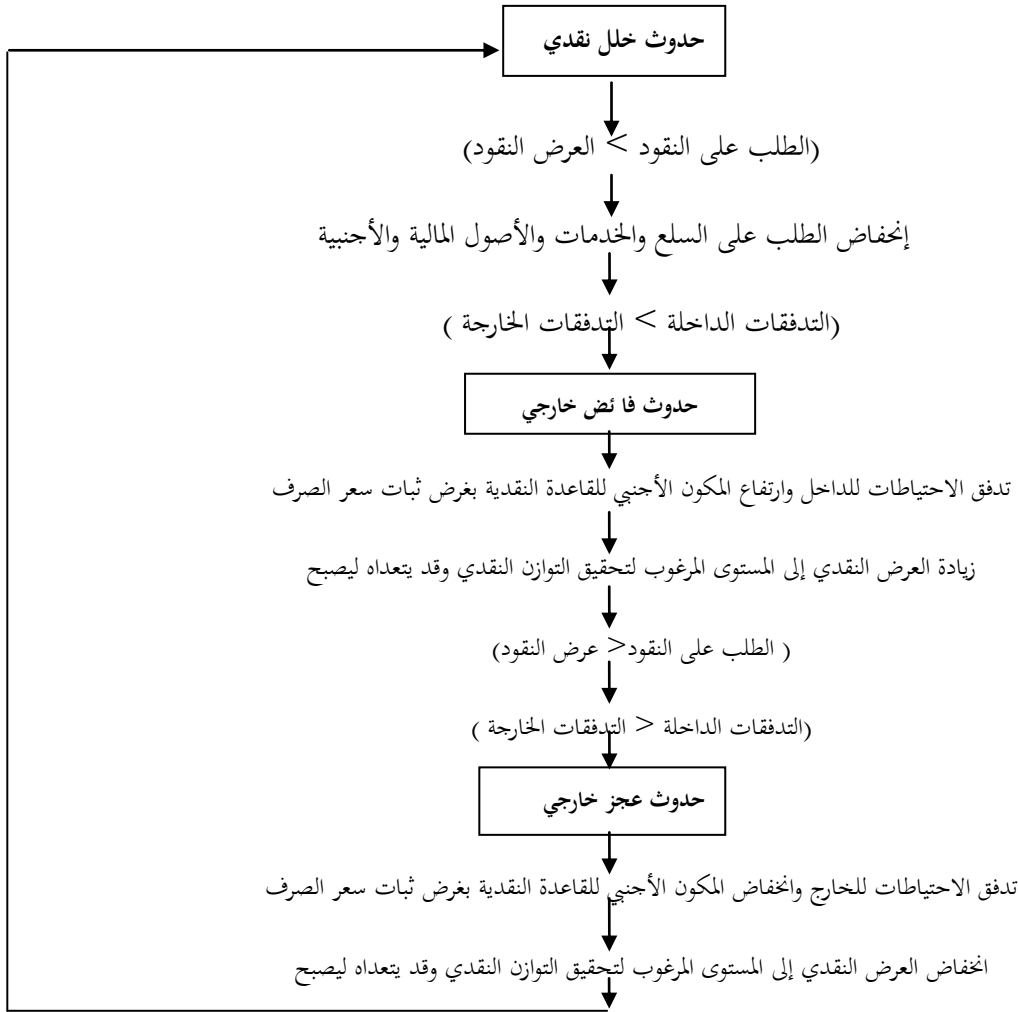 حدوث خلل نقدي
(الطلب على النقود > العرض النقود)
إنحفاض الطلب على السلع والخدمات والأصول المالية والأجنبية
(التدفقات الداخلة > التدفقات الخارجة )
حدوث فا ئض خارجي
تدفق الاحتياطات للداخل وارتفاع المكون الأجنبي للقاعدة النقدية بغرض ثبات سعر الصرف
زيادة العرض النقدي إلى المستوى المرغوب لتحقيق التوازن النقدي وقد يتعداه ليصبح
( الطلب على النقود< عرض النقود)
(التدفقات الداخلة < التدفقات الخارجة )
حدوث عجز خارجي
تدفق الاحتياطات للخارج وانخفاض المكون الأجنبي للقاعدة النقدية بغرض ثبات سعر الصرف
انخفاض العرض النقدي إلى المستوى المرغوب لتحقيق التوازن النقدي وقد يتعداه ليصبح